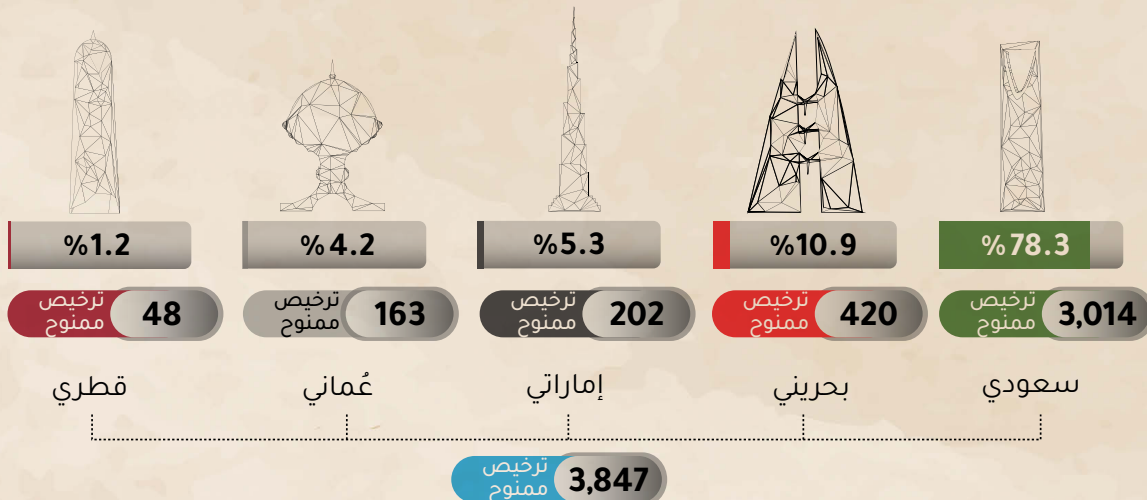 %78.3
%10.9
%5.3
%4.2
%1.2
3,014
ترخيص
ممنوح
420
ترخيص
ممنوح
202
ترخيص
ممنوح
163
ترخيص
ممنوح
48
ترخيص
ممنوح
سعودي
بحريني
إماراتي
عُماني
قطري
3,847
ترخيص
ممنوح